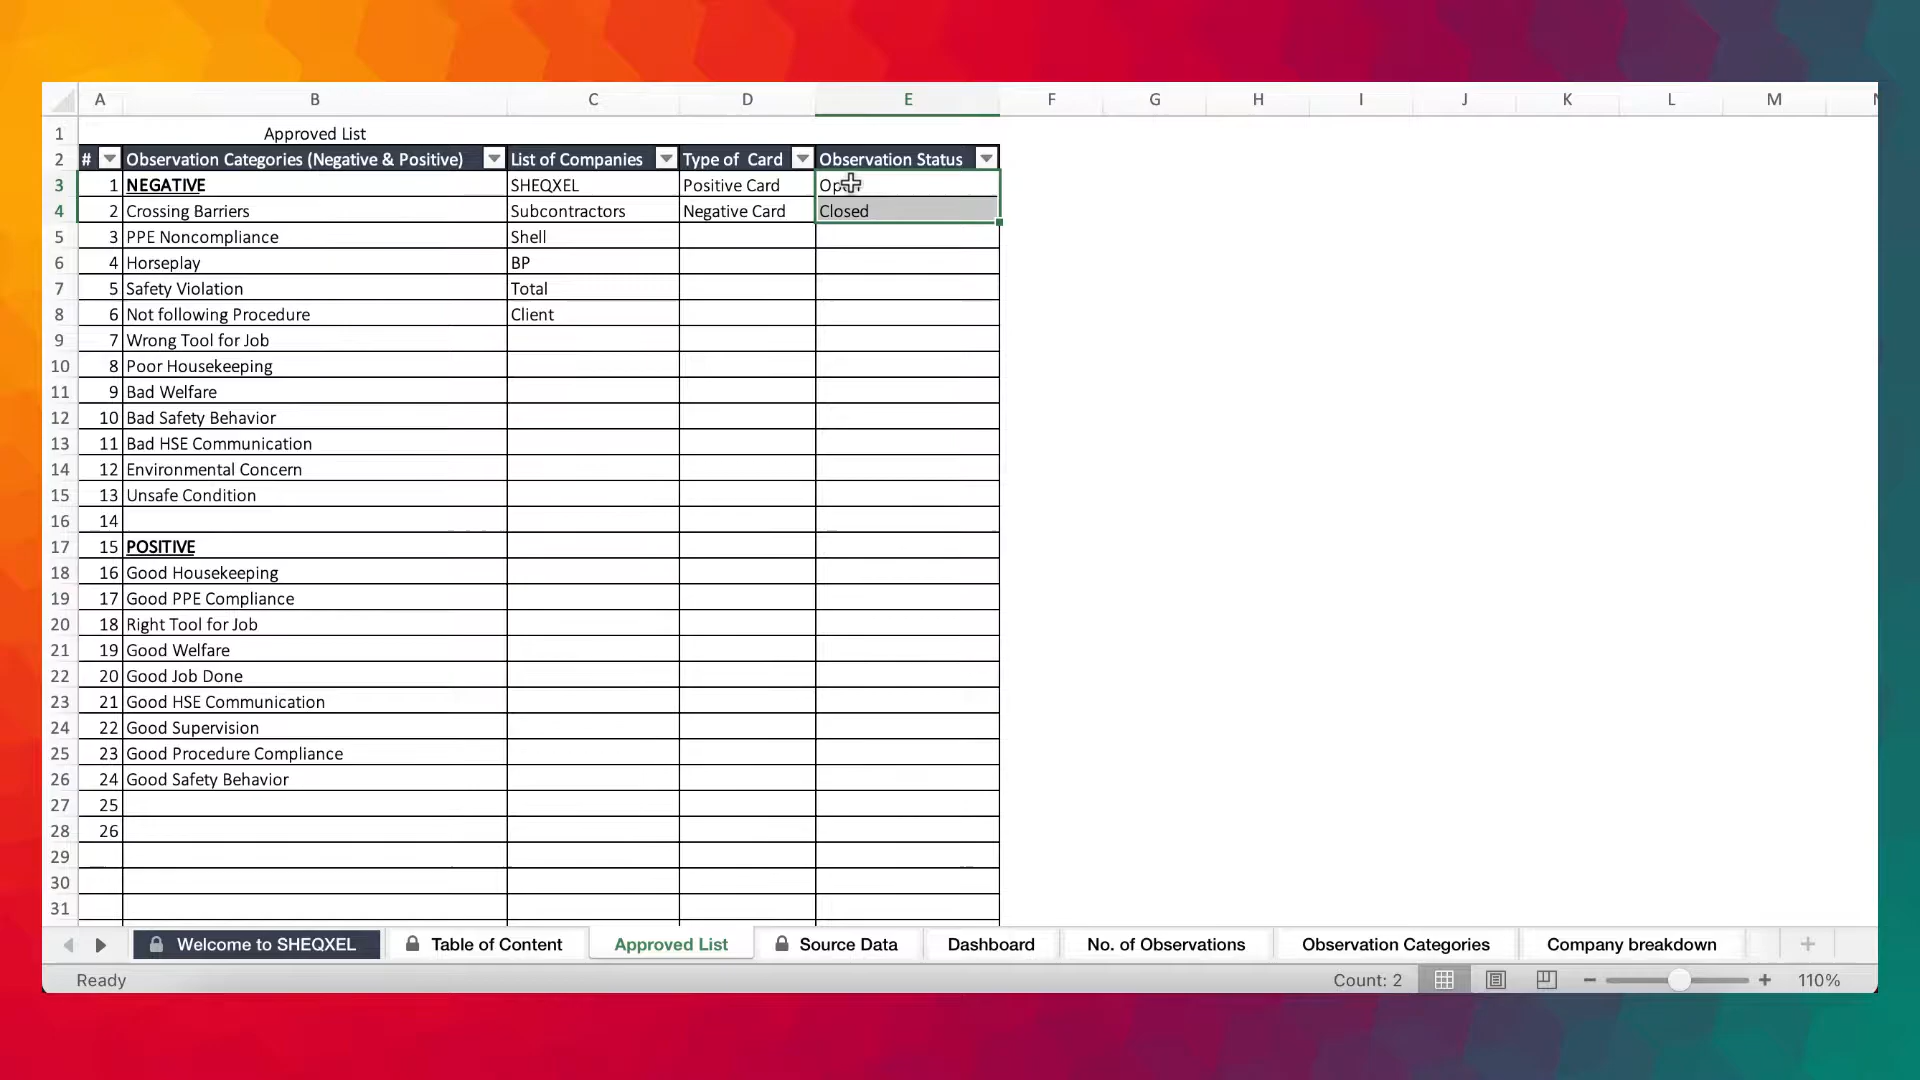 A B C D E F G H I J K L M
1 Approved List
2 # Observation Categories (Negative & Positive) List of Companies Type of Card Observation Status
3 1 NEGATIVE SHEQXEL Positive Card
4 2 Crossing Barriers Subcontractors Negative Card Closed
5 3 PPE Noncompliance Shell
6 4 Horseplay BP
7 5 Safety Violation Total
8 6 Not following Procedure Client
9 7 Wrong Tool for Job
10 8 Poor Housekeeping
11 9 Bad Welfare
12 10 Bad Safety Behavior
13 11 Bad HSE Communication
14 12 Environmental Concern
15 13 Unsafe Condition
16 14
17 15 POSITIVE
18 16 Good Housekeeping
19 17 Good PPE Compliance
20 18 Right Tool for Job
21 19 Good Welfare
22 20 Good Job Done
23 21 Good HSE Communication
24 22 Good Supervision
25 23 Good Procedure Compliance
26 24 Good Safety Behavior
27 25
28 26
29
30
31
Welcome to SHEQXEL Table of Content Approved List Source Data Dashboard No. of Observations Observation Categories Company breakdown
Ready Count: 2 110%